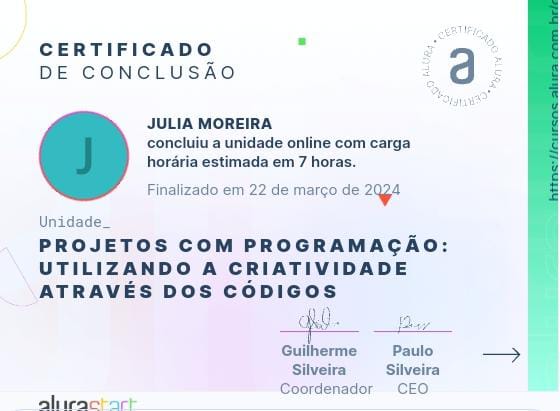 CERTIFICADO
DE CONCLUSÃO
CERTIFICADO ALURA • CERTIFICADO ALURA •
a
J
JULIA MOREIRA
concluiu a unidade online com carga
horária estimada em 7 horas.
Finalizado em 22 de março de 2024
Unidade_
PROJETOS COM PROGRAMAÇÃO:
UTILIZANDO A CRIATIVIDADE
ATRAVÉS DOS CÓDIGOS
Guilherme
Silveira
Coordenador
Paulo
Silveira
CEO
alurastart
https://cursos.alura.com.br/